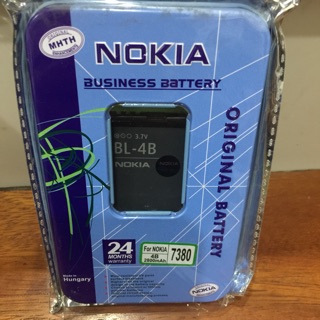 MHTH
NOKIA
BUSINESS BATTERY
3.7V
BL-4B
NOKIA
ORIGINAL BATTERY
24
MONTHS
warranty
For NOKIA
4B
2880mAh
7380
Made in
Hungary
NOKIA